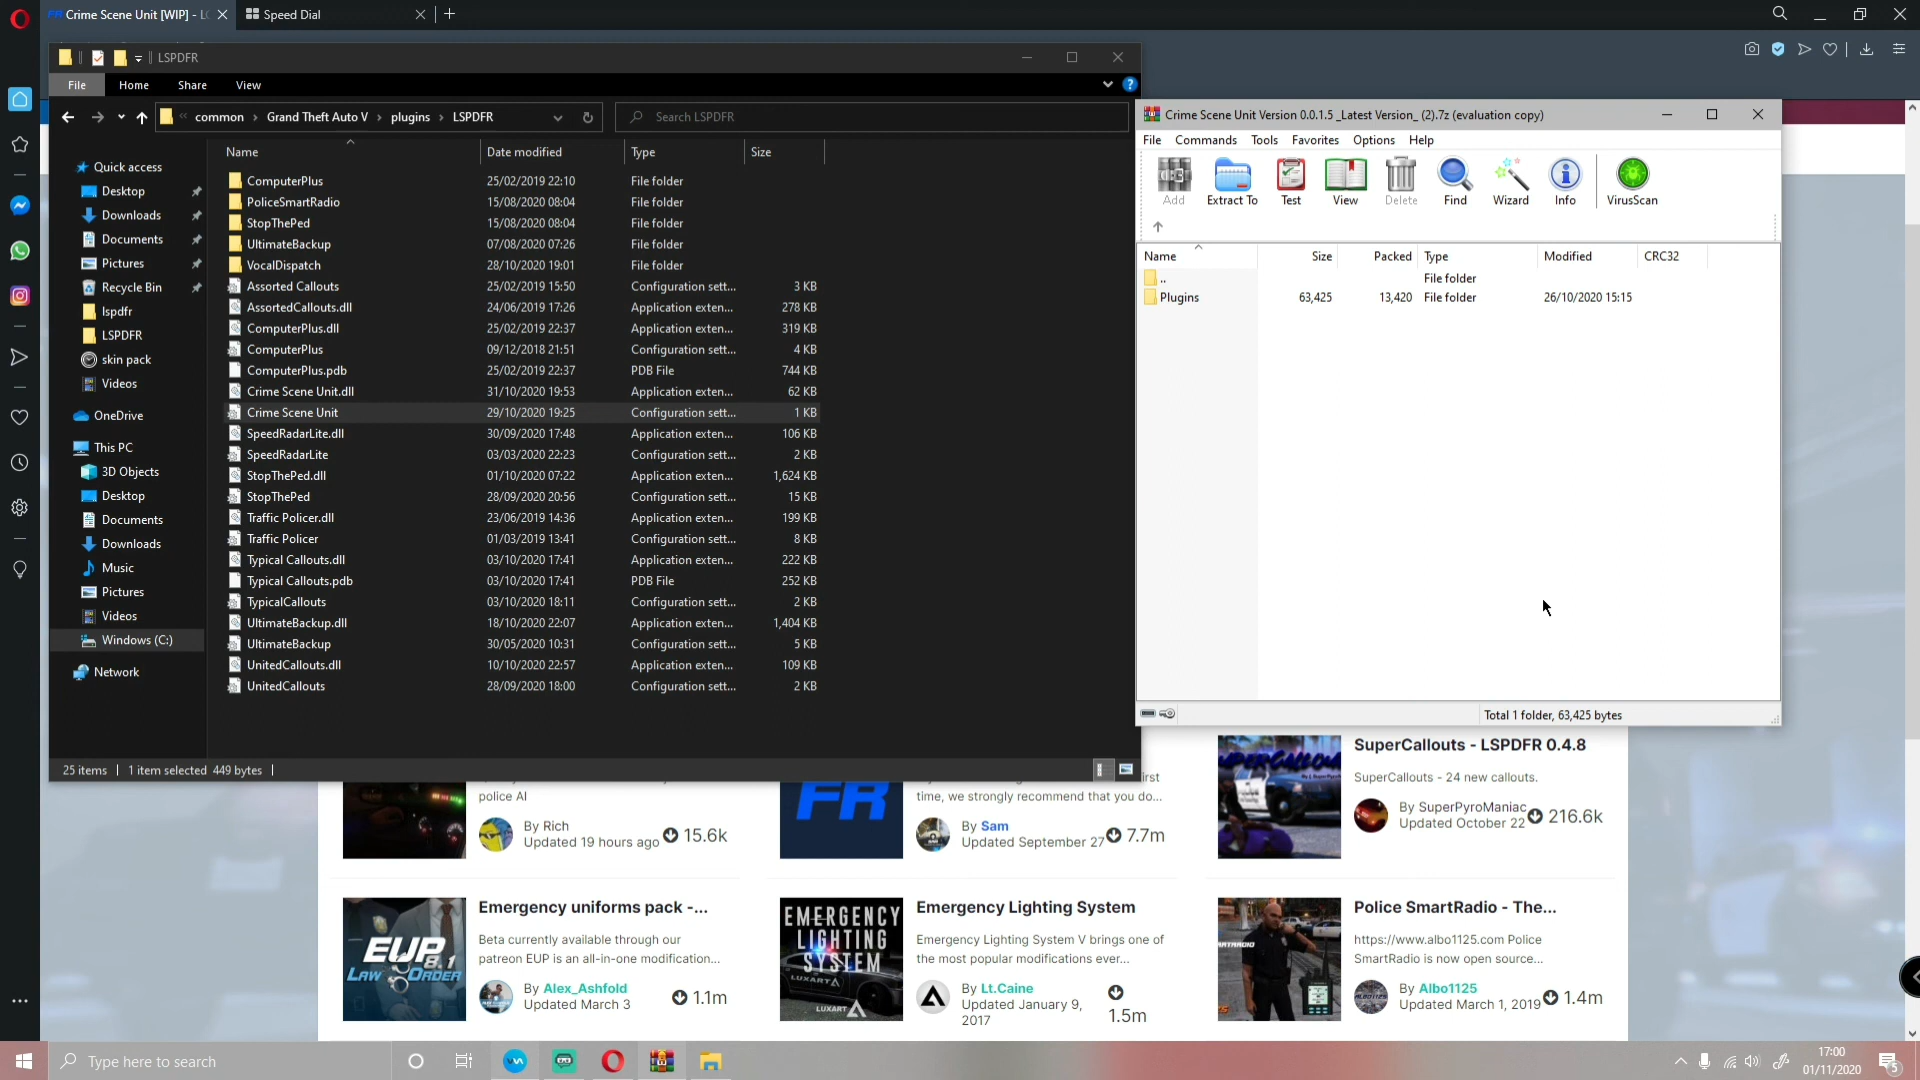 Crime Scene Unit [WIP] - LC
Speed Dial
LSPDFR
File
Home
Share
View
common > Grand Theft Auto V > plugins > LSPDFR
Search LSPDFR
Name
Date modified
Type
Size
Quick access
Desktop
Downloads
Documents
Pictures
Recycle Bin
lspdfr
LSPDFR
skin pack
Videos
OneDrive
This PC
3D Objects
Desktop
Documents
Downloads
Music
Pictures
Videos
Windows (C:)
Network
ComputerPlus 25/02/2019 22:10 File folder
PoliceSmartRadio 15/08/2020 08:04 File folder
StopThePed 15/08/2020 08:04 File folder
UltimateBackup 07/08/2020 07:26 File folder
VocalDispatch 28/10/2020 19:01 File folder
Assorted Callouts 25/02/2019 15:50 Configuration sett... 3 KB
AssortedCallouts.dll 24/06/2019 17:26 Application exten... 278 KB
ComputerPlus.dll 25/02/2019 22:37 Application exten... 319 KB
ComputerPlus 09/12/2018 21:51 Configuration sett... 4 KB
ComputerPlus.pdb 25/02/2019 22:37 PDB File 744 KB
Crime Scene Unit.dll 31/10/2020 19:53 Application exten... 62 KB
Crime Scene Unit 29/10/2020 19:25 Configuration sett... 1 KB
SpeedRadarLite.dll 30/09/2020 17:48 Application exten... 106 KB
SpeedRadarLite 03/03/2020 22:23 Configuration sett... 2 KB
StopThePed.dll 01/10/2020 07:22 Application exten... 1,624 KB
StopThePed 28/09/2020 20:56 Configuration sett... 15 KB
Traffic Policer.dll 23/06/2019 14:36 Application exten... 199 KB
Traffic Policer 01/03/2019 13:41 Configuration sett... 8 KB
Typical Callouts.dll 03/10/2020 17:41 Application exten... 222 KB
Typical Callouts.pdb 03/10/2020 17:41 PDB File 252 KB
TypicalCallouts 03/10/2020 18:11 Configuration sett... 2 KB
UltimateBackup.dll 18/10/2020 22:07 Application exten... 1,404 KB
UltimateBackup 30/05/2020 10:31 Configuration sett... 5 KB
UnitedCallouts.dll 10/10/2020 22:57 Application exten... 109 KB
UnitedCallouts 28/09/2020 18:00 Configuration sett... 2 KB
25 items 1 item selected 449 bytes
Crime Scene Unit Version 0.0.1.5 _Latest Version_ (2).7z (evaluation copy)
File Commands Tools Favorites Options Help
Add Extract To Test View Delete Find Wizard Info VirusScan
Name Size Packed Type Modified CRC32
.. File folder
Plugins 63,425 13,420 File folder 26/10/2020 15:15
Total 1 folder, 63,425 bytes
police AI
By Rich
Updated 19 hours ago
15.6k
FR
irst
time, we strongly recommend that you do...
By Sam
Updated September 27
7.7m
SuperCallouts - LSPDFR 0.4.8
SuperCallouts - 24 new callouts.
By SuperPyroManiac
Updated October 22
216.6k
EUP 8.1
LAW & ORDER
Emergency uniforms pack -...
Beta currently available through our
patreon EUP is an all-in-one modification...
By Alex_Ashfold
Updated March 3
1.1m
EMERGENCY
LIGHTING
SYSTEM
LUXART
Emergency Lighting System
Emergency Lighting System V brings one of
the most popular modifications ever...
By Lt.Caine
Updated January 9,
2017
1.5m
Police SmartRadio - The...
https://www.albo1125.com Police
SmartRadio is now open source...
By Albo1125
Updated March 1, 2019
1.4m
Type here to search
17:00
01/11/2020
5